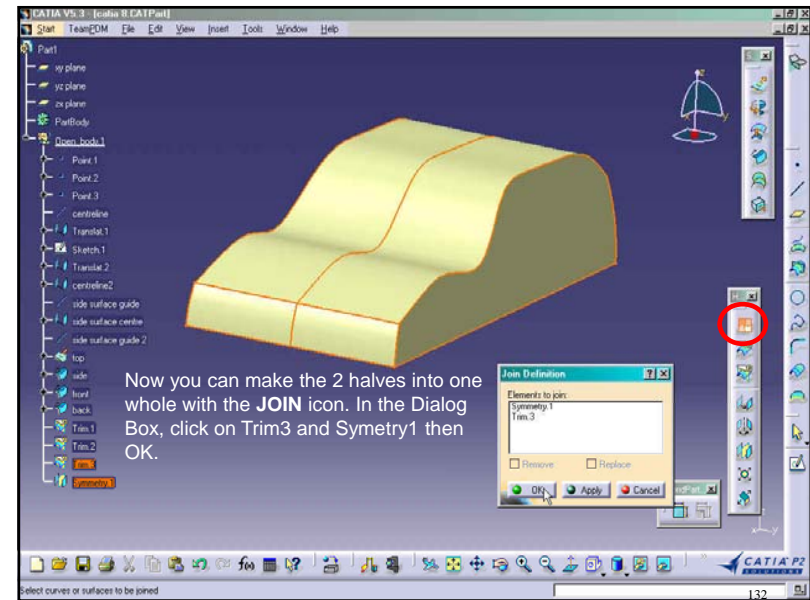 CATIA V5.3 - [catia 8.CATPart]
Start TeamPDM File Edit View Insert Tools Window Help
Part1
xy plane
yz plane
zx plane
PartBody
Open_body.1
Point.1
Point.2
Point.3
centreline
Translat.1
Sketch.1
Translat.2
centreline2
side surface guide
side surface centre
side surface guide 2
top
side
front
back
Trim.1
Trim.2
Trim.3
Symmetry.1
z
y
Now you can make the 2 halves into one
whole with the JOIN icon. In the Dialog
Box, click on Trim3 and Symetry1 then
OK.
Join Definition
Elements to join:
Symmetry.1
Trim.3
Remove Replace
OK Apply Cancel
f(x)
CATIA P2
SOLUTIONS
Select curves or surfaces to be joined
132